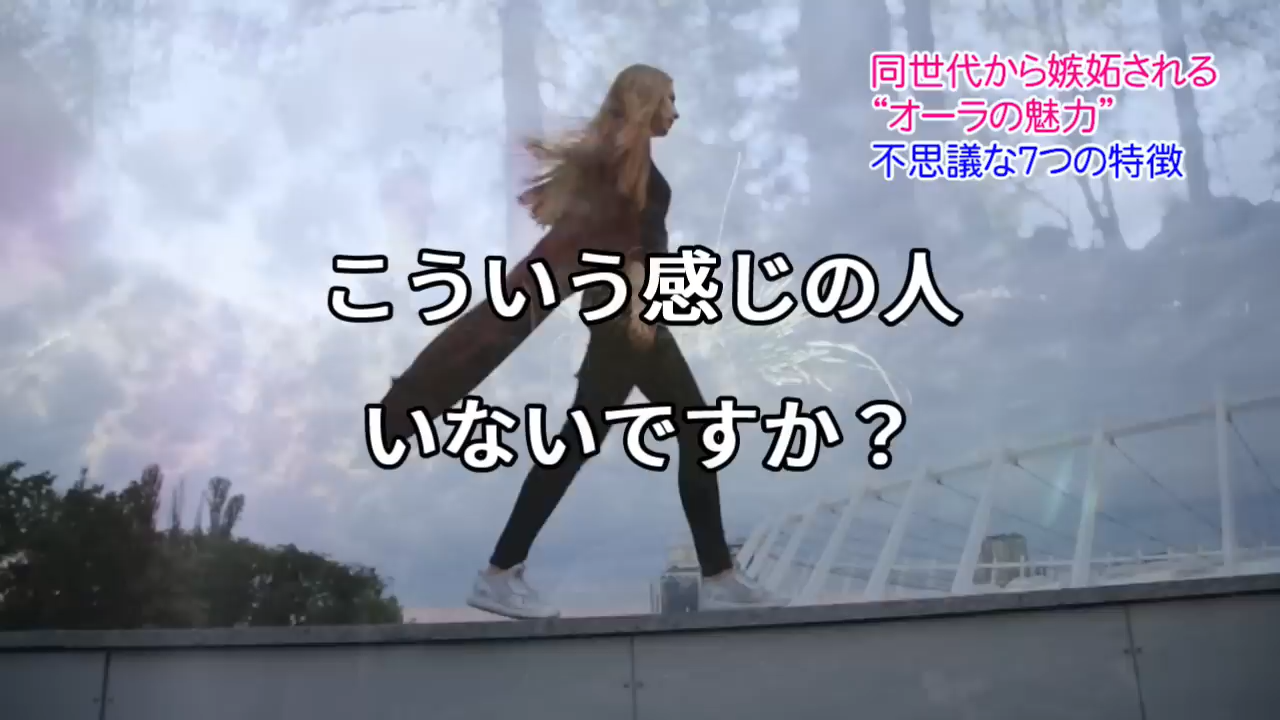 同世代から嫉妬される
“オーラの魅力”
不思議な7つの特徴
こういう感じの人
いないですか？